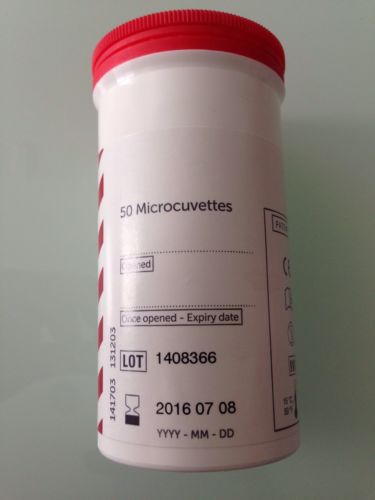 50 Microcuvettes
Opened
Once opened - Expiry date
LOT 1408366
2016 07 08
YYYY - MM - DD
141703 131203